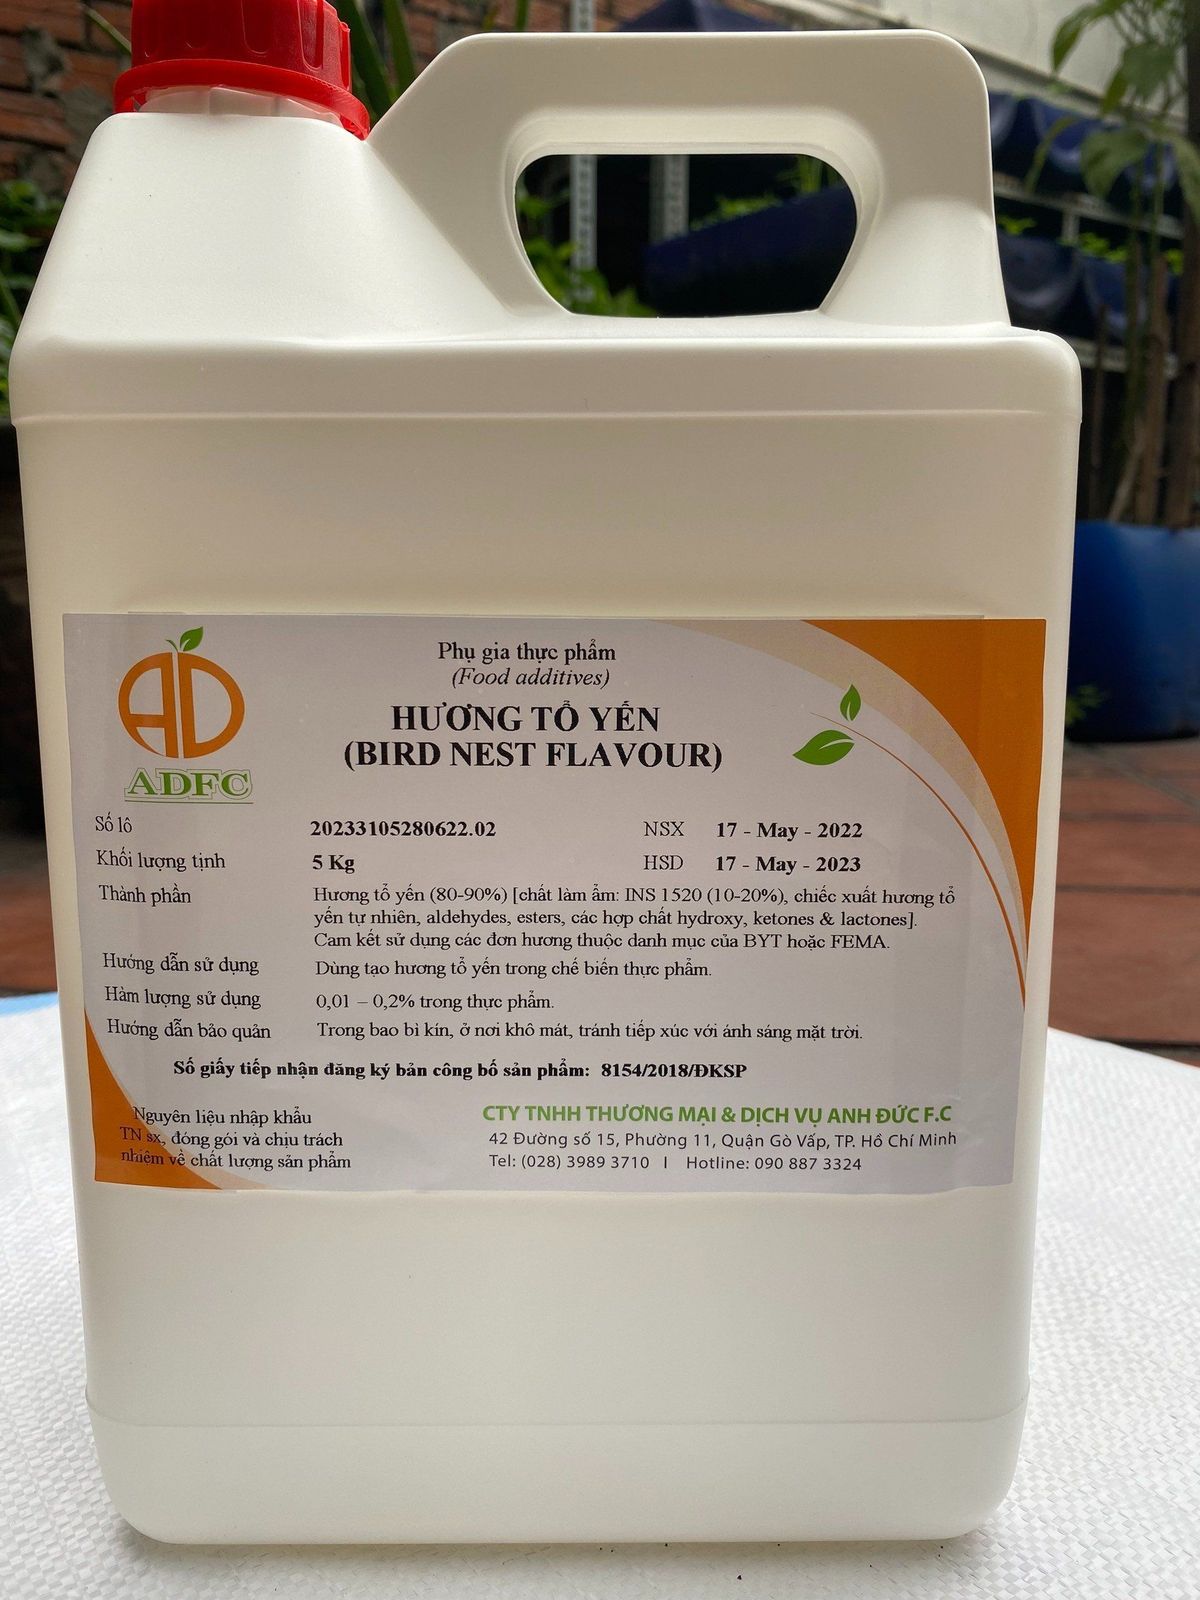 AD
ADFC
Phụ gia thực phẩm
(Food additives)
HƯƠNG TỔ YẾN
(BIRD NEST FLAVOUR)
Số lô 20233105280622.02 NSX 17 - May - 2022
Khối lượng tịnh 5 Kg HSD 17 - May - 2023
Thành phần Hương tổ yến (80-90%) [chất làm ẩm: INS 1520 (10-20%), chiếc xuất hương tổ
yến tự nhiên, aldehydes, esters, các hợp chất hydroxy, ketones & lactones].
Cam kết sử dụng các đơn hương thuộc danh mục của BYT hoặc FEMA.
Hướng dẫn sử dụng Dùng tạo hương tổ yến trong chế biến thực phẩm.
Hàm lượng sử dụng 0,01 – 0,2% trong thực phẩm.
Hướng dẫn bảo quản Trong bao bì kín, ở nơi khô mát, tránh tiếp xúc với ánh sáng mặt trời.
Số giấy tiếp nhận đăng ký bản công bố sản phẩm: 8154/2018/ĐKSP
Nguyên liệu nhập khẩu
TN sx, đóng gói và chịu trách
nhiệm về chất lượng sản phẩm
CTY TNHH THƯƠNG MẠI & DỊCH VỤ ANH ĐỨC F.C
42 Đường số 15, Phường 11, Quận Gò Vấp, TP. Hồ Chí Minh
Tel: (028) 3989 3710 I Hotline: 090 887 3324